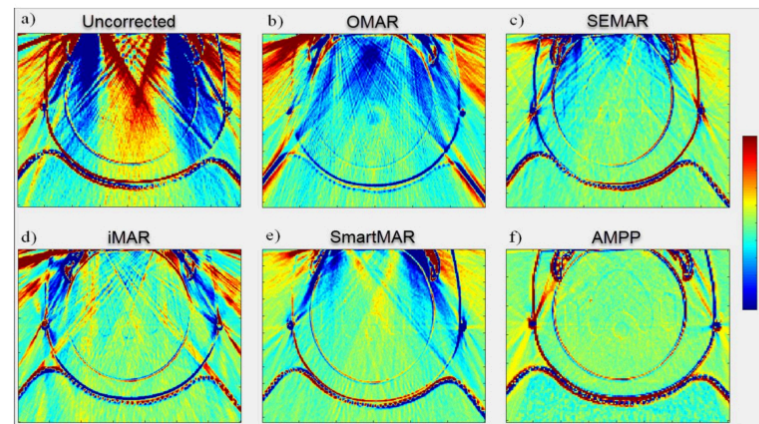 a) Uncorrected
b) OMAR
c) SEMAR
d) iMAR
e) SmartMAR
f) AMPP